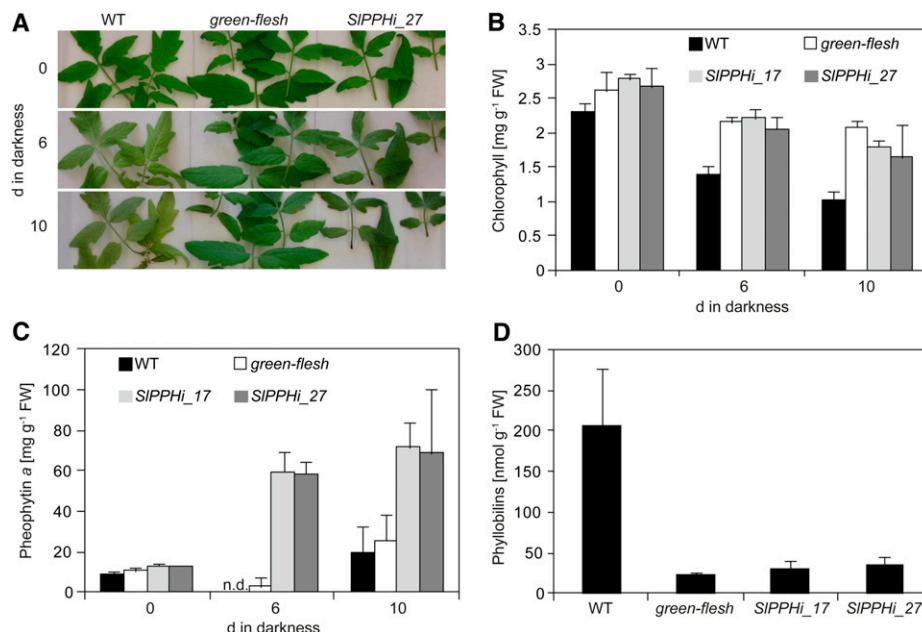 A
WT green-flesh SlPPHi_27
d in darkness
0
6
10
B
Chlorophyll [mg g⁻¹ FW]
3.5
3
2.5
2
1.5
1
0.5
0
WT green-flesh
SlPPHi_17 SlPPHi_27
0 6 10
d in darkness
C
Pheophytin a [mg g⁻¹ FW]
120
100
80
60
40
20
0
WT green-flesh
SlPPHi_17 SlPPHi_27
n.d.
0 6 10
d in darkness
D
Phyllobilins [nmol g⁻¹ FW]
300
250
200
150
100
50
0
WT green-flesh SlPPHi_17 SlPPHi_27